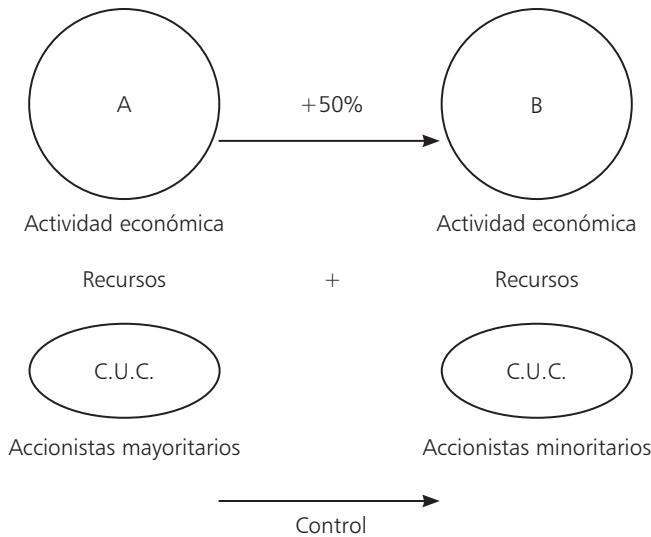 A +50% B
Actividad económica Actividad económica
Recursos + Recursos
C.U.C. C.U.C.
Accionistas mayoritarios Accionistas minoritarios
Control